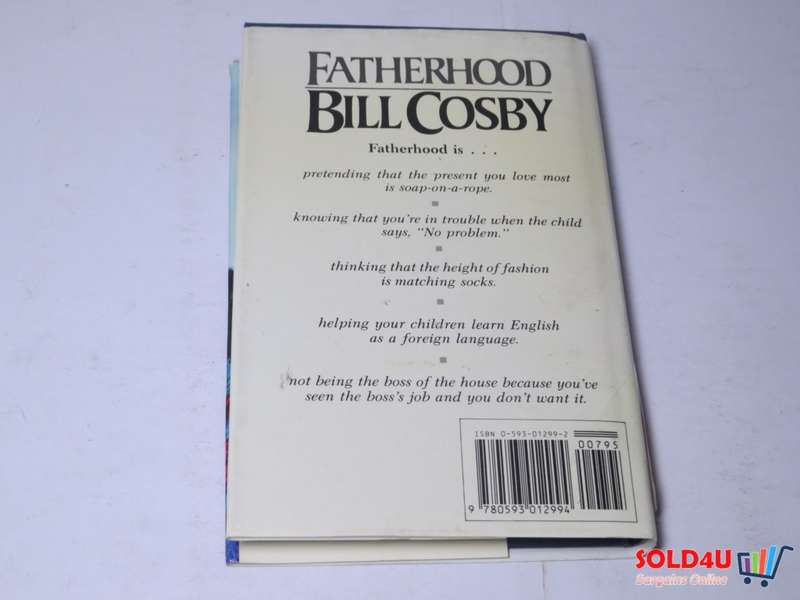 FATHERHOOD
BILL COSBY
Fatherhood is . . .
pretending that the present you love most
is soap-on-a-rope.
knowing that you're in trouble when the child
says, "No problem."
thinking that the height of fashion
is matching socks.
helping your children learn English
as a foreign language.
not being the boss of the house because you've
seen the boss's job and you don't want it.
ISBN 0-593-01299-2
00795
9 780593 012994
SOLD4U
Bargains Online